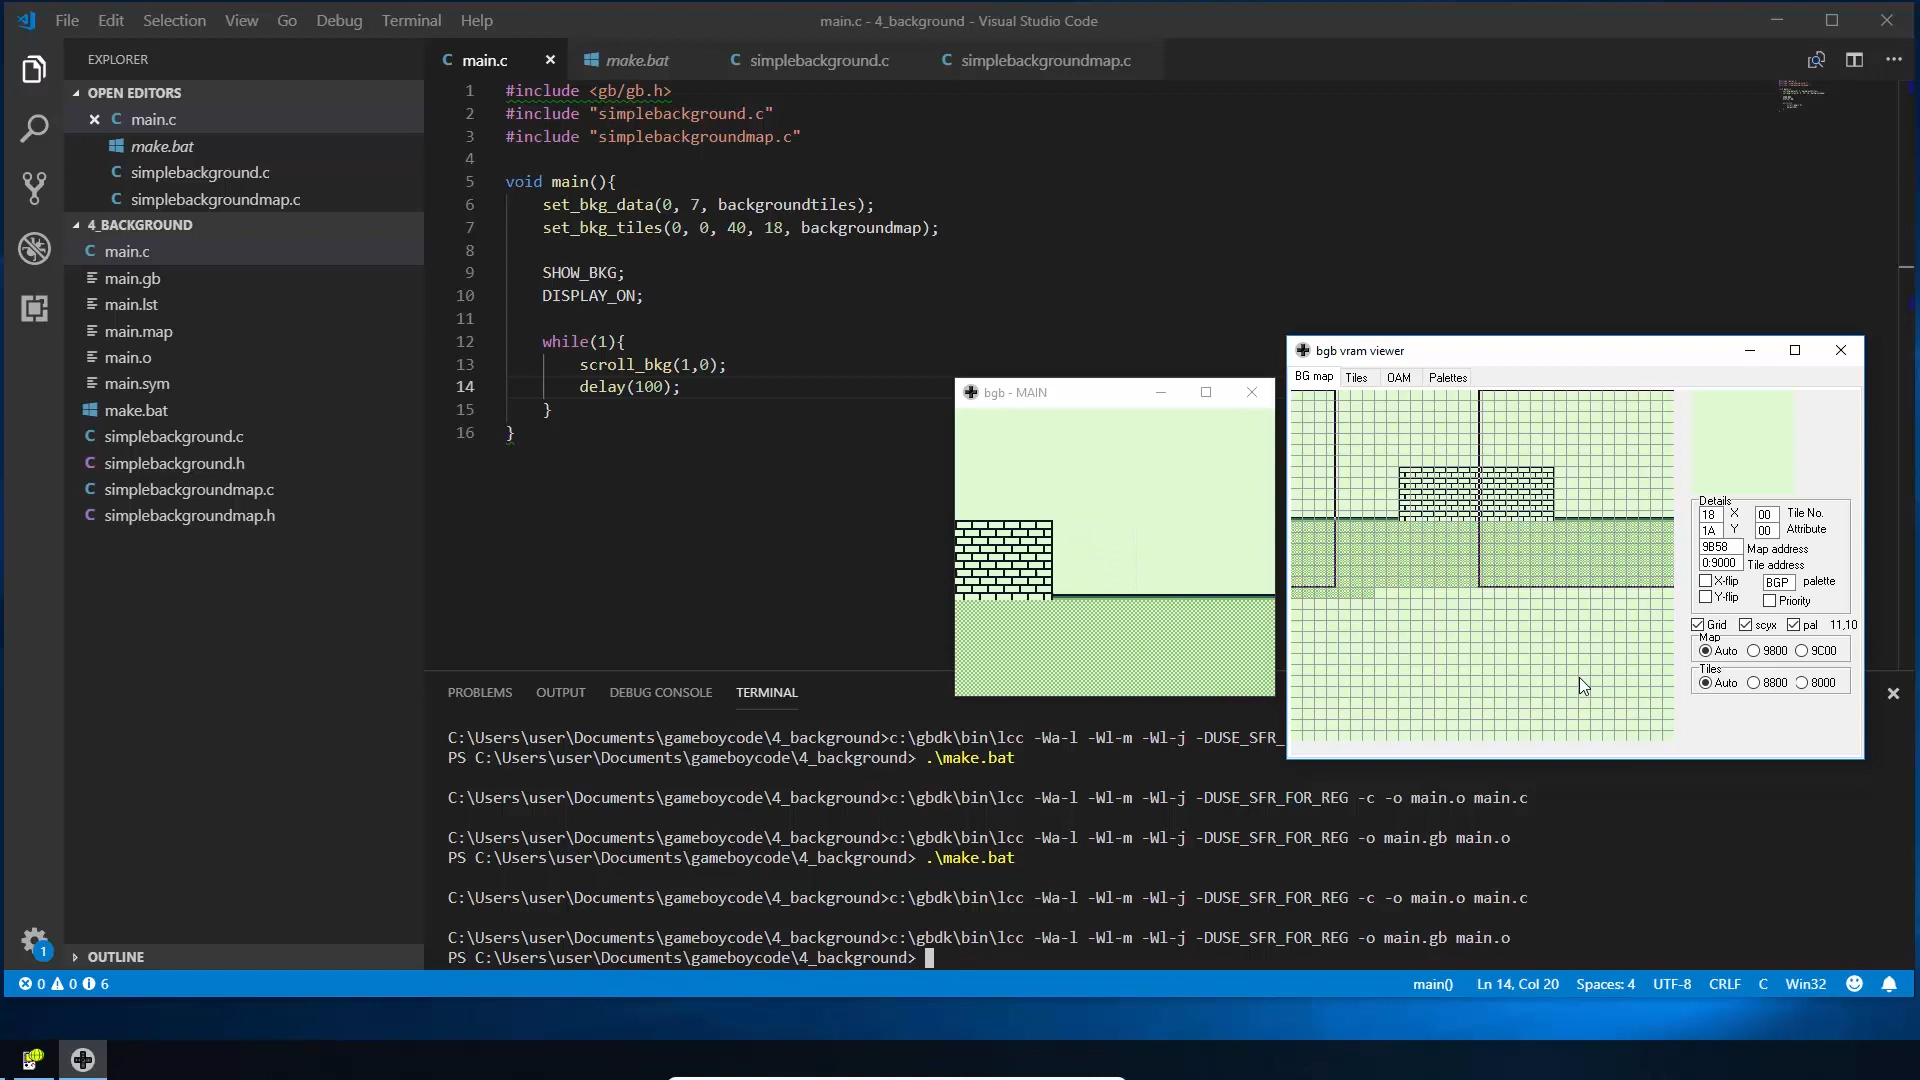 File Edit Selection View Go Debug Terminal Help
main.c - 4_background - Visual Studio Code
EXPLORER
OPEN EDITORS
main.c
make.bat
simplebackground.c
simplebackgroundmap.c
4_BACKGROUND
main.c
main.gb
main.lst
main.map
main.o
main.sym
make.bat
simplebackground.c
simplebackground.h
simplebackgroundmap.c
simplebackgroundmap.h
OUTLINE
main.c make.bat simplebackground.c simplebackgroundmap.c
1 #include <gb/gb.h>
2 #include "simplebackground.c"
3 #include "simplebackgroundmap.c"
4
5 void main(){
6 set_bkg_data(0, 7, backgroundtiles);
7 set_bkg_tiles(0, 0, 40, 18, backgroundmap);
8
9 SHOW_BKG;
10 DISPLAY_ON;
11
12 while(1){
13 scroll_bkg(1,0);
14 delay(100);
15 }
16 }
bgb - MAIN
bgb vram viewer
BG map Tiles OAM Palettes
Details
18 X 00 Tile No.
1A Y 00 Attribute
9B58 Map address
0:9000 Tile address
X-flip BGP palette
Y-flip Priority
Grid scyx pal 11,10
Map
Auto 9800 9C00
Tiles
Auto 8800 8000
PROBLEMS OUTPUT DEBUG CONSOLE TERMINAL
C:\Users\user\Documents\gameboycode\4_background>c:\gbdk\bin\lcc -Wa-l -Wl-m -Wl-j -DUSE_SFR_
PS C:\Users\user\Documents\gameboycode\4_background> .\make.bat
C:\Users\user\Documents\gameboycode\4_background>c:\gbdk\bin\lcc -Wa-l -Wl-m -Wl-j -DUSE_SFR_FOR_REG -c -o main.o main.c
C:\Users\user\Documents\gameboycode\4_background>c:\gbdk\bin\lcc -Wa-l -Wl-m -Wl-j -DUSE_SFR_FOR_REG -o main.gb main.o
PS C:\Users\user\Documents\gameboycode\4_background> .\make.bat
C:\Users\user\Documents\gameboycode\4_background>c:\gbdk\bin\lcc -Wa-l -Wl-m -Wl-j -DUSE_SFR_FOR_REG -c -o main.o main.c
C:\Users\user\Documents\gameboycode\4_background>c:\gbdk\bin\lcc -Wa-l -Wl-m -Wl-j -DUSE_SFR_FOR_REG -o main.gb main.o
PS C:\Users\user\Documents\gameboycode\4_background>
1
0 0 6 main() Ln 14, Col 20 Spaces: 4 UTF-8 CRLF C Win32